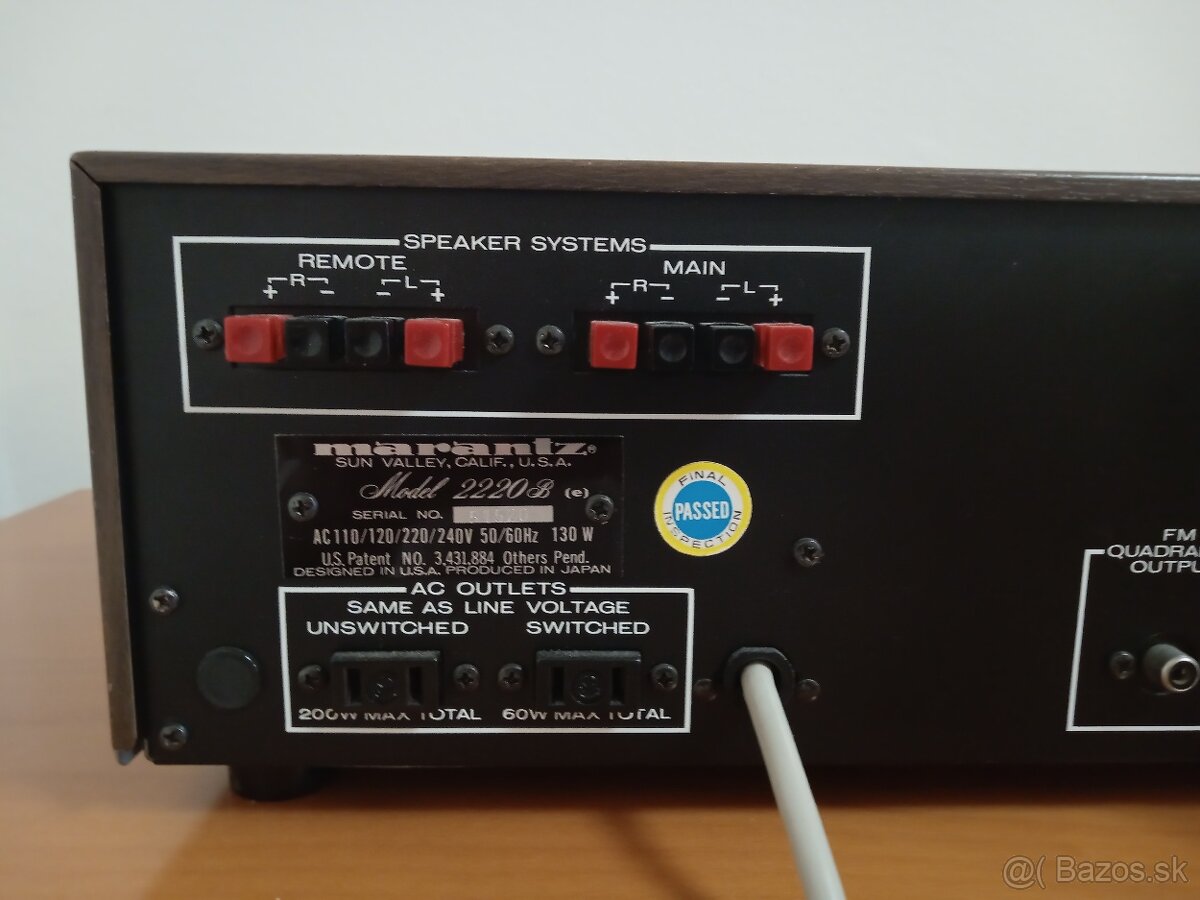 SPEAKER SYSTEMS
REMOTE
MAIN
+ R − − L +
+ R − − L +
marantz®
SUN VALLEY, CALIF., U.S.A.
Model 2220B (e)
SERIAL NO.
AC 110/120/220/240V 50/60Hz 130 W
U.S. Patent NO. 3,431,884 Others Pend.
DESIGNED IN U.S.A. PRODUCED IN JAPAN
FINAL
PASSED
INSPECTION
AC OUTLETS
SAME AS LINE VOLTAGE
UNSWITCHED
SWITCHED
200W MAX TOTAL
60W MAX TOTAL
FM
QUADRA
OUTPU
@( Bazos.sk